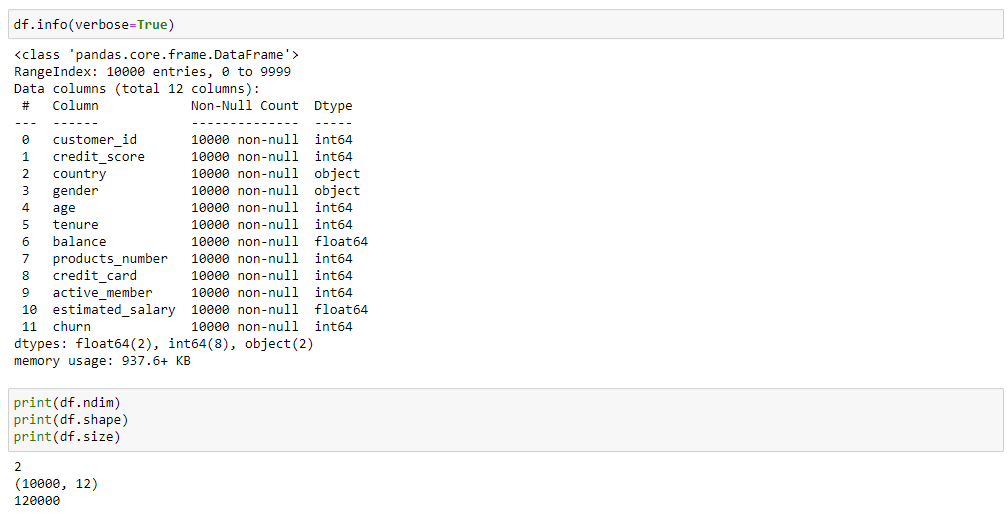 df.info(verbose=True)
<class 'pandas.core.frame.DataFrame'>
RangeIndex: 10000 entries, 0 to 9999
Data columns (total 12 columns):
 #   Column            Non-Null Count  Dtype
---  ------            --------------  -----
 0   customer_id       10000 non-null  int64
 1   credit_score      10000 non-null  int64
 2   country           10000 non-null  object
 3   gender            10000 non-null  object
 4   age               10000 non-null  int64
 5   tenure            10000 non-null  int64
 6   balance           10000 non-null  float64
 7   products_number   10000 non-null  int64
 8   credit_card       10000 non-null  int64
 9   active_member     10000 non-null  int64
 10  estimated_salary  10000 non-null  float64
 11  churn             10000 non-null  int64
dtypes: float64(2), int64(8), object(2)
memory usage: 937.6+ KB
print(df.ndim)
print(df.shape)
print(df.size)
2
(10000, 12)
120000